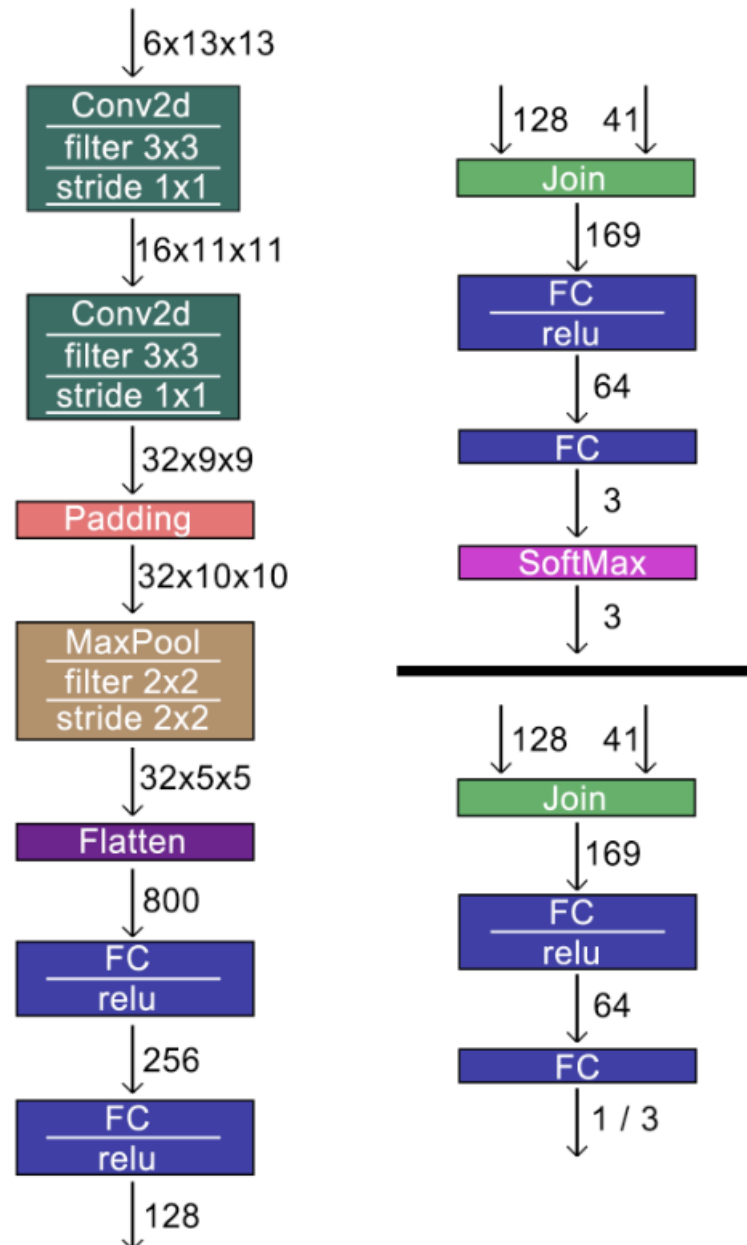 6x13x13
Conv2d
filter 3x3
stride 1x1
16x11x11
Conv2d
filter 3x3
stride 1x1
32x9x9
Padding
32x10x10
MaxPool
filter 2x2
stride 2x2
32x5x5
Flatten
800
FC
relu
256
FC
relu
128
128 41
Join
169
FC
relu
64
FC
3
SoftMax
3
128 41
Join
169
FC
relu
64
FC
1 / 3